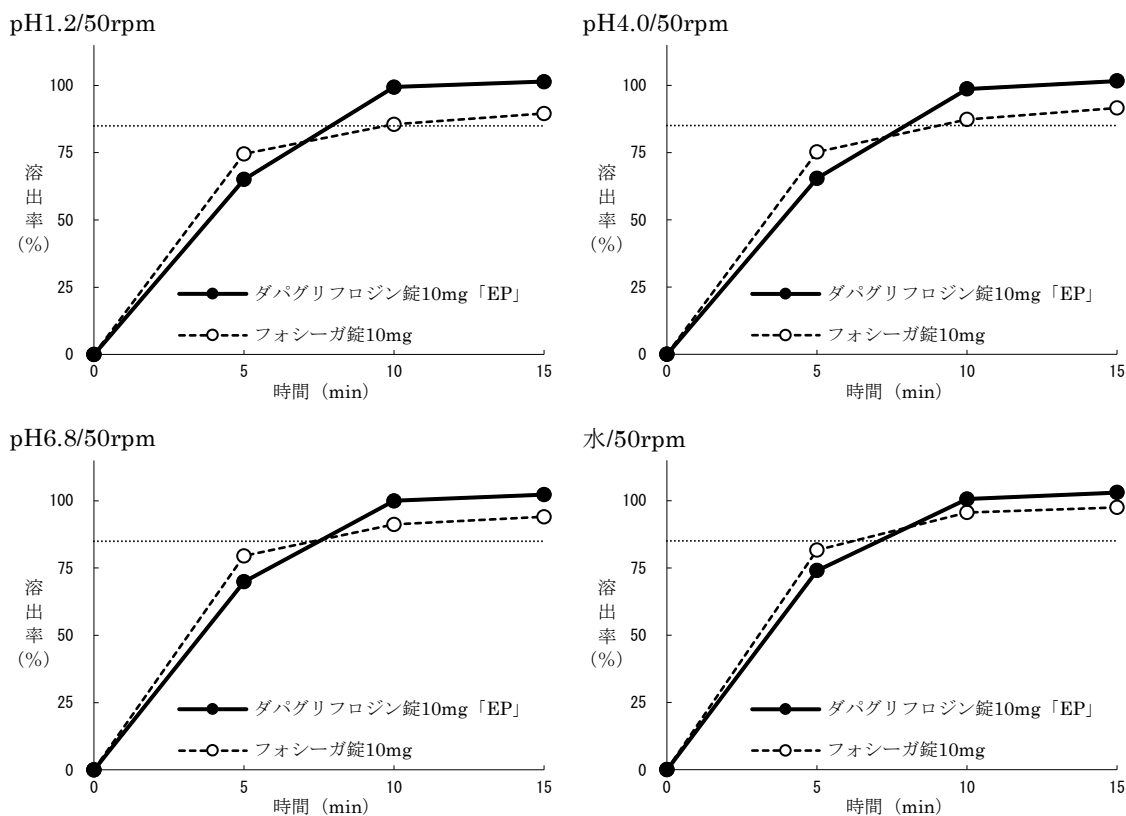 pH1.2/50rpm
100
75
50
25
0
溶出率(%)
ダパグリフロジン錠10mg「EP」
フォシーガ錠10mg
0 5 10 15
時間 (min)
pH4.0/50rpm
100
75
50
25
0
溶出率(%)
ダパグリフロジン錠10mg「EP」
フォシーガ錠10mg
0 5 10 15
時間 (min)
pH6.8/50rpm
100
75
50
25
0
溶出率(%)
ダパグリフロジン錠10mg「EP」
フォシーガ錠10mg
0 5 10 15
時間 (min)
水/50rpm
100
75
50
25
0
溶出率(%)
ダパグリフロジン錠10mg「EP」
フォシーガ錠10mg
0 5 10 15
時間 (min)